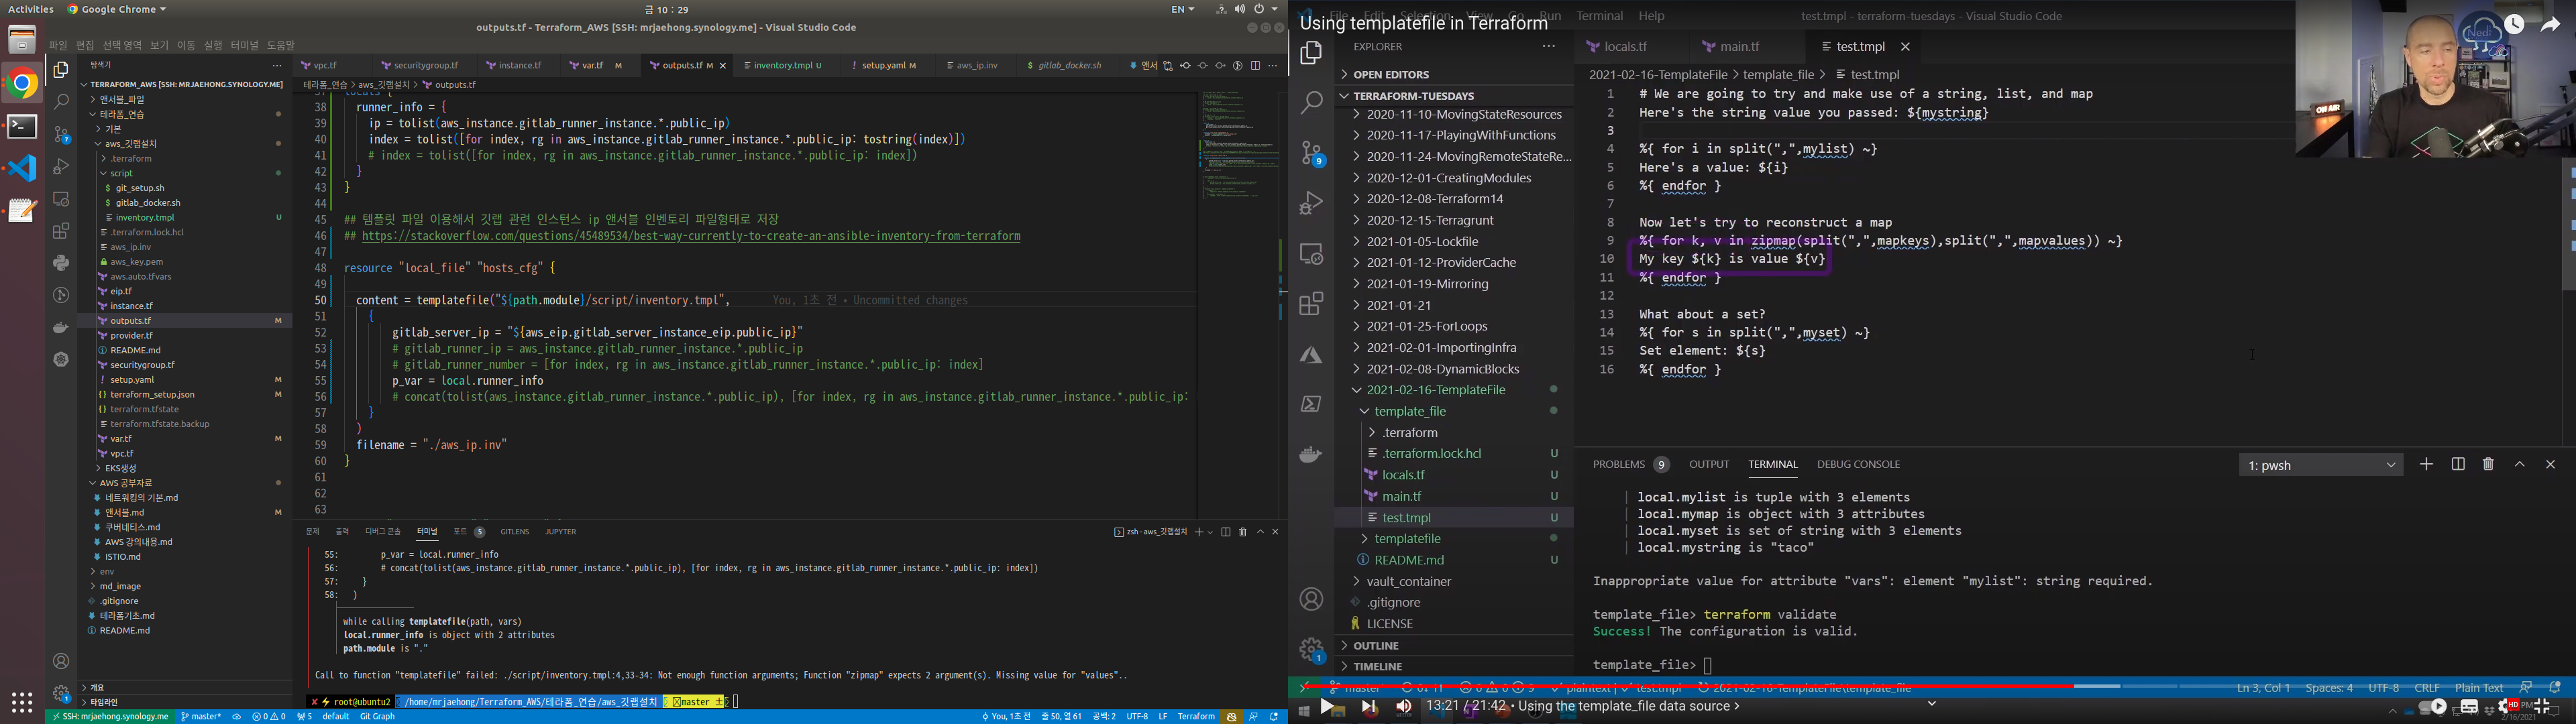 Activities
Google Chrome
금 10 : 29
EN
outputs.tf - Terraform_AWS [SSH: mrjaehong.synology.me] - Visual Studio Code
파일 편집 선택 영역 보기 이동 실행 터미널 도움말
탐색기
TERRAFORM_AWS [SSH: MRJAEHONG.SYNOLOGY.ME]
앤서블_파일
테라폼_연습
기본
aws_깃랩설치
.terraform
script
git_setup.sh
gitlab_docker.sh
inventory.tmpl U
.terraform.lock.hcl
aws_ip.inv
aws_key.pem
aws.auto.tfvars
eip.tf
instance.tf
outputs.tf M
provider.tf
README.md
securitygroup.tf
setup.yaml M
terraform_setup.json M
terraform.tfstate
terraform.tfstate.backup
var.tf M
vpc.tf
EKS생성
AWS 공부자료
네트워킹의 기본.md
앤서블.md M
쿠버네티스.md
AWS 강의내용.md
ISTIO.md
env
md_image
.gitignore
테라폼기초.md
README.md
개요
타임라인
vpc.tf securitygroup.tf instance.tf var.tf M outputs.tf M inventory.tmpl U setup.yaml M aws_ip.inv gitlab_docker.sh 앤서
테라폼_연습 > aws_깃랩설치 > outputs.tf
37 locals {
38 runner_info = {
39 ip = tolist(aws_instance.gitlab_runner_instance.*.public_ip)
40 index = tolist([for index, rg in aws_instance.gitlab_runner_instance.*.public_ip: tostring(index)])
41 # index = tolist([for index, rg in aws_instance.gitlab_runner_instance.*.public_ip: index])
42 }
43 }
44
45 ## 템플릿 파일 이용해서 깃랩 관련 인스턴스 ip 앤서블 인벤토리 파일형태로 저장
46 ## https://stackoverflow.com/questions/45489534/best-way-currently-to-create-an-ansible-inventory-from-terraform
47
48 resource "local_file" "hosts_cfg" {
49
50 content = templatefile("${path.module}/script/inventory.tmpl", You, 1초 전 • Uncommitted changes
51 {
52 gitlab_server_ip = "${aws_eip.gitlab_server_instance_eip.public_ip}"
53 # gitlab_runner_ip = aws_instance.gitlab_runner_instance.*.public_ip
54 # gitlab_runner_number = [for index, rg in aws_instance.gitlab_runner_instance.*.public_ip: index]
55 p_var = local.runner_info
56 # concat(tolist(aws_instance.gitlab_runner_instance.*.public_ip), [for index, rg in aws_instance.gitlab_runner_instance.*.public_ip:
57 }
58 )
59 filename = "./aws_ip.inv"
60 }
61
62
63
문제 출력 디버그 콘솔 터미널 포트 5 GITLENS JUPYTER
zsh - aws_깃랩설치
55: p_var = local.runner_info
56: # concat(tolist(aws_instance.gitlab_runner_instance.*.public_ip), [for index, rg in aws_instance.gitlab_runner_instance.*.public_ip: index])
57: }
58: )
while calling templatefile(path, vars)
local.runner_info is object with 2 attributes
path.module is "."
Call to function "templatefile" failed: ./script/inventory.tmpl:4,33-34: Not enough function arguments; Function "zipmap" expects 2 argument(s). Missing value for "values"..
root@ubuntu2 /home/mrjaehong/Terraform_AWS/테라폼_연습/aws_깃랩설치 master ±
SSH: mrjaehong.synology.me master* 0 0 5 default Git Graph You, 1초 전 줄 50, 열 61 공백: 2 UTF-8 LF Terraform
Using templatefile in Terraform
File Edit Selection View Go Run Terminal Help
test.tmpl - terraform-tuesdays - Visual Studio Code
EXPLORER
OPEN EDITORS
TERRAFORM-TUESDAYS
2020-11-10-MovingStateResources
2020-11-17-PlayingWithFunctions
2020-11-24-MovingRemoteStateRe...
2020-12-01-CreatingModules
2020-12-08-Terraform14
2020-12-15-Terragrunt
2021-01-05-Lockfile
2021-01-12-ProviderCache
2021-01-19-Mirroring
2021-01-21
2021-01-25-ForLoops
2021-02-01-ImportingInfra
2021-02-08-DynamicBlocks
2021-02-16-TemplateFile
template_file
.terraform
.terraform.lock.hcl U
locals.tf U
main.tf U
test.tmpl U
templatefile
README.md U
vault_container
.gitignore
LICENSE
OUTLINE
TIMELINE
locals.tf main.tf test.tmpl
2021-02-16-TemplateFile > template_file > test.tmpl
1 # We are going to try and make use of a string, list, and map
2 Here's the string value you passed: ${mystring}
3
4 %{ for i in split(",",mylist) ~}
5 Here's a value: ${i}
6 %{ endfor }
7
8 Now let's try to reconstruct a map
9 %{ for k, v in zipmap(split(",",mapkeys),split(",",mapvalues)) ~}
10 My key ${k} is value ${v}
11 %{ endfor }
12
13 What about a set?
14 %{ for s in split(",",myset) ~}
15 Set element: ${s}
16 %{ endfor }
ON AIR
Ned
PROBLEMS 9 OUTPUT TERMINAL DEBUG CONSOLE
1: pwsh
local.mylist is tuple with 3 elements
local.mymap is object with 3 attributes
local.myset is set of string with 3 elements
local.mystring is "taco"
Inappropriate value for attribute "vars": element "mylist": string required.
template_file> terraform validate
Success! The configuration is valid.
template_file>
master 0 0 9 plaintext | test.tmpl 2021-02-16-TemplateFile\template_file Ln 3, Col 1 Spaces: 4 UTF-8 CRLF Plain Text
13:21 / 21:42 • Using the template_file data source
HD
PM
2/16/2021